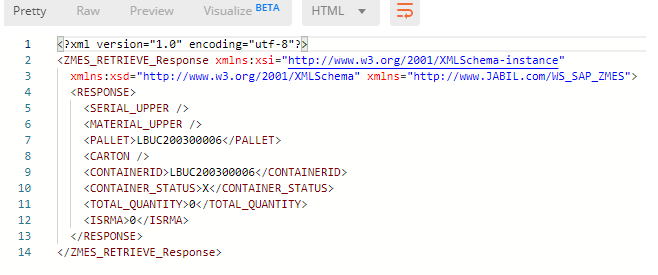 Pretty Raw Preview Visualize BETA HTML
1 <?xml version="1.0" encoding="utf-8"?>
2 <ZMES_RETRIEVE_Response xmlns:xsi="http://www.w3.org/2001/XMLSchema-instance"
3 xmlns:xsd="http://www.w3.org/2001/XMLSchema" xmlns="http://www.JABIL.com/WS_SAP_ZMES">
4 <RESPONSE>
5 <SERIAL_UPPER />
6 <MATERIAL_UPPER />
7 <PALLET>LBUC200300006</PALLET>
8 <CARTON />
9 <CONTAINERID>LBUC200300006</CONTAINERID>
10 <CONTAINER_STATUS>X</CONTAINER_STATUS>
11 <TOTAL_QUANTITY>0</TOTAL_QUANTITY>
12 <ISRMA>0</ISRMA>
13 </RESPONSE>
14 </ZMES_RETRIEVE_Response>